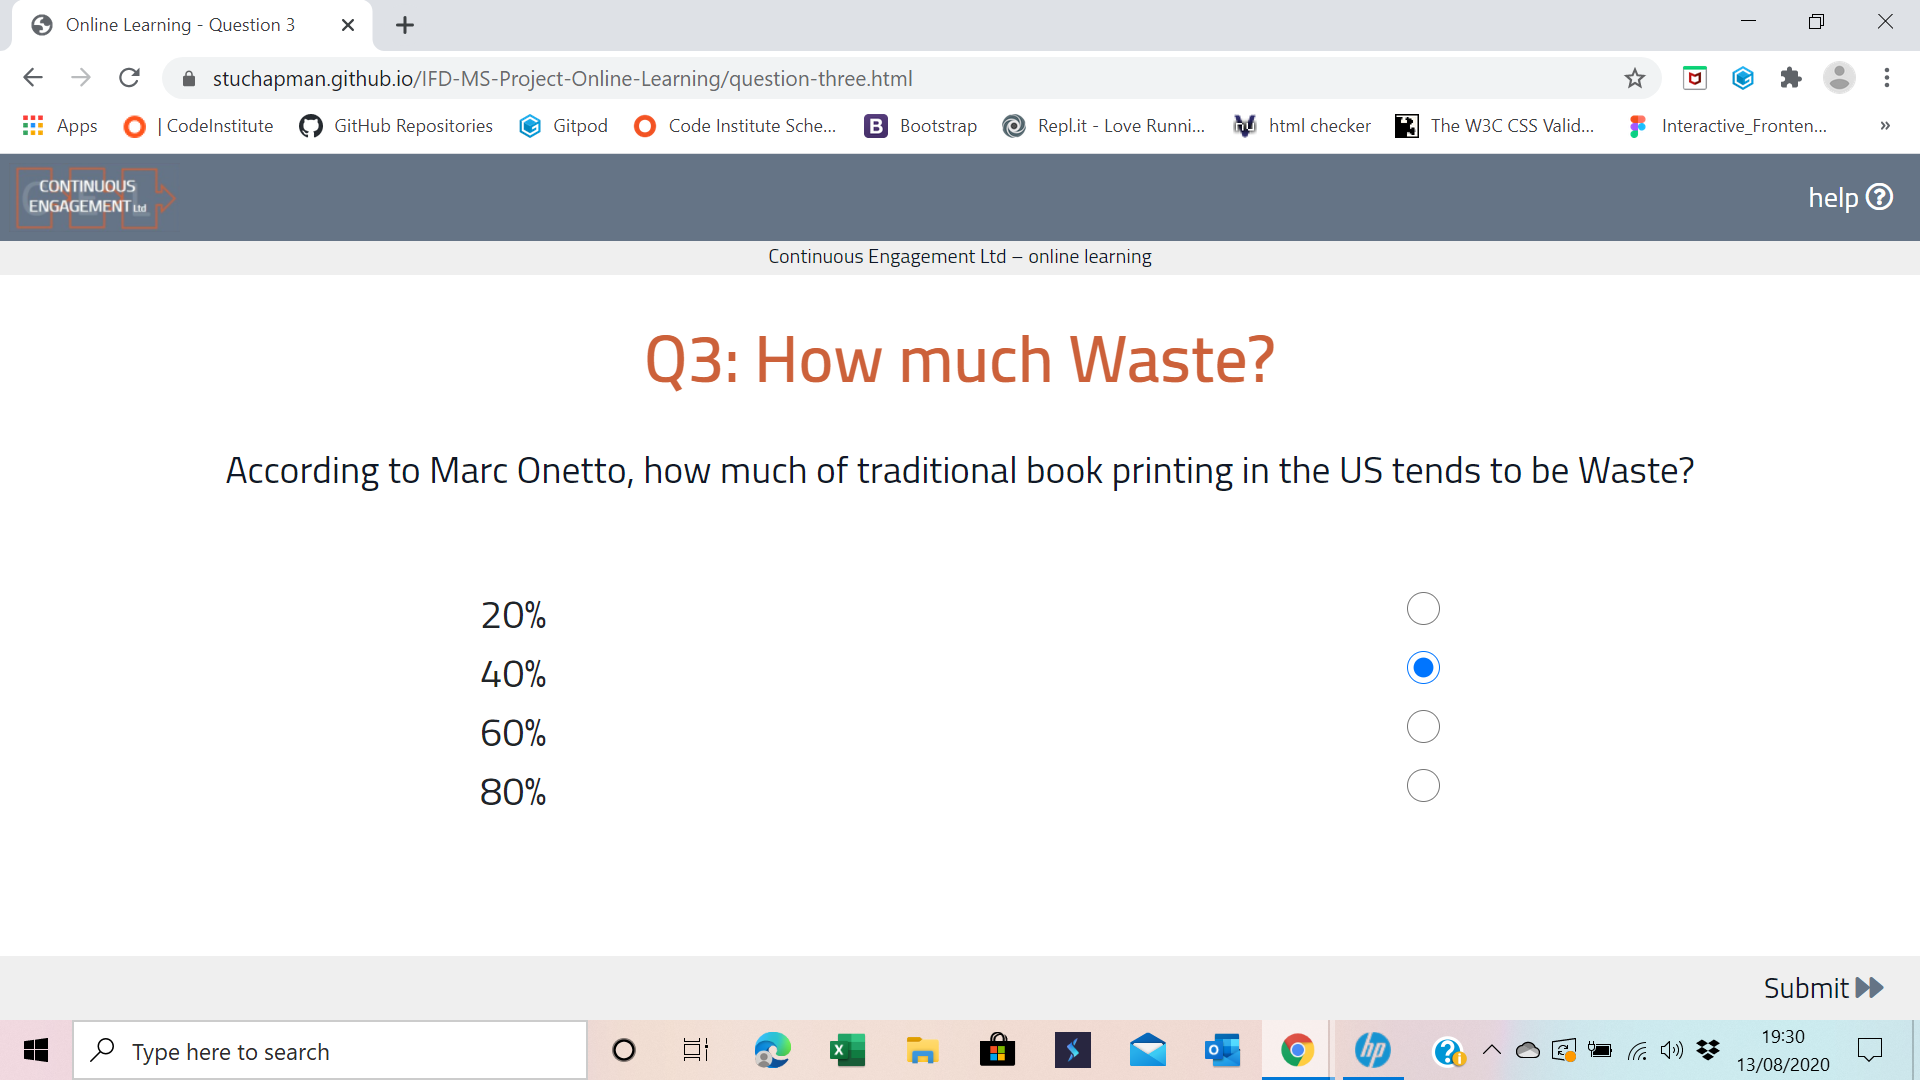 Online Learning - Question 3
stuchapman.github.io/IFD-MS-Project-Online-Learning/question-three.html
Apps | CodeInstitute GitHub Repositories Gitpod Code Institute Sche... B Bootstrap Repl.it - Love Runni... html checker The W3C CSS Valid... Interactive_Fronten... »
CONTINUOUS
ENGAGEMENT Ltd
help ?
Continuous Engagement Ltd – online learning
Q3: How much Waste?
According to Marc Onetto, how much of traditional book printing in the US tends to be Waste?
20%
40%
60%
80%
Submit
Type here to search
19:30
13/08/2020